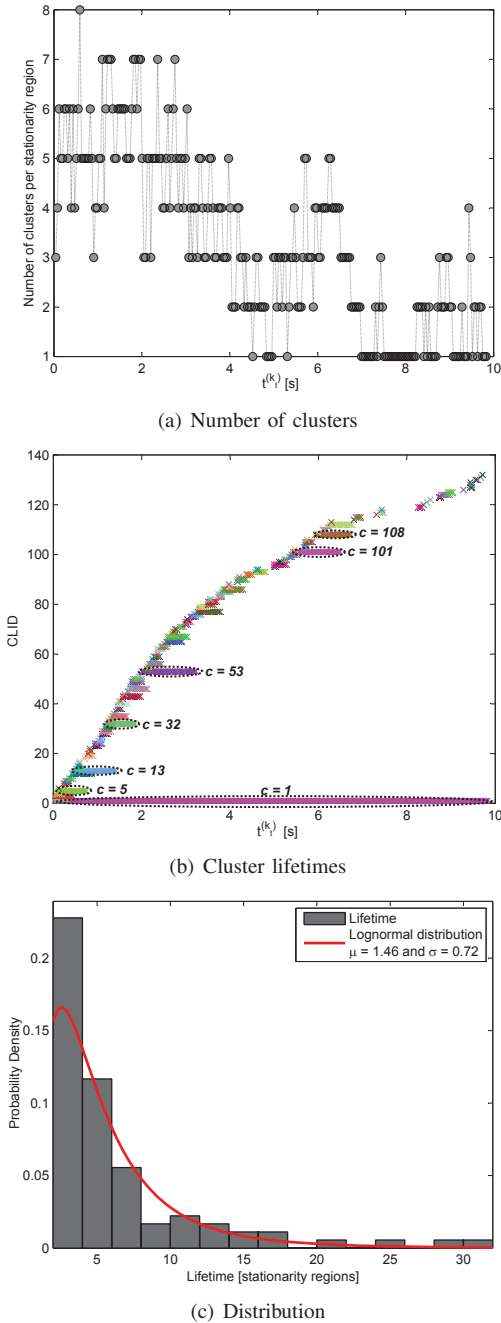 8
7
6
5
4
3
2
1
Number of clusters per stationarity region
0 2 4 6 8 10
t^(k_t) [s]
(a) Number of clusters
140
120
100
80
60
40
20
0
CLID
c = 108
c = 101
c = 53
c = 32
c = 13
c = 5
c = 1
0 2 4 6 8 10
t^(k_t) [s]
(b) Cluster lifetimes
Lifetime
Lognormal distribution
μ = 1.46 and σ = 0.72
0.2
0.15
0.1
0.05
0
Probability Density
5 10 15 20 25 30
Lifetime [stationarity regions]
(c) Distribution